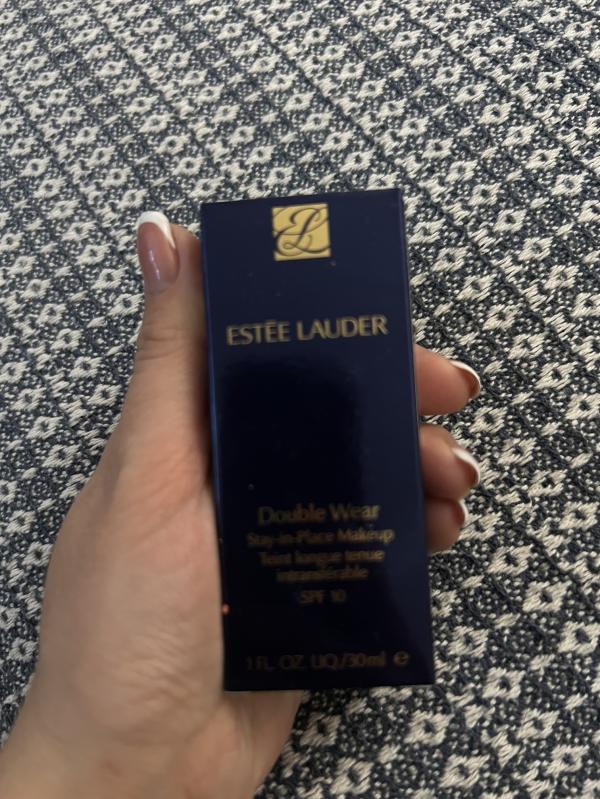 EL
ESTĒE LAUDER
Double Wear
Stay-in-Place Makeup
Teint longue tenue
intransférable
SPF 10
1 FL. OZ. LIQ./30ml ℮